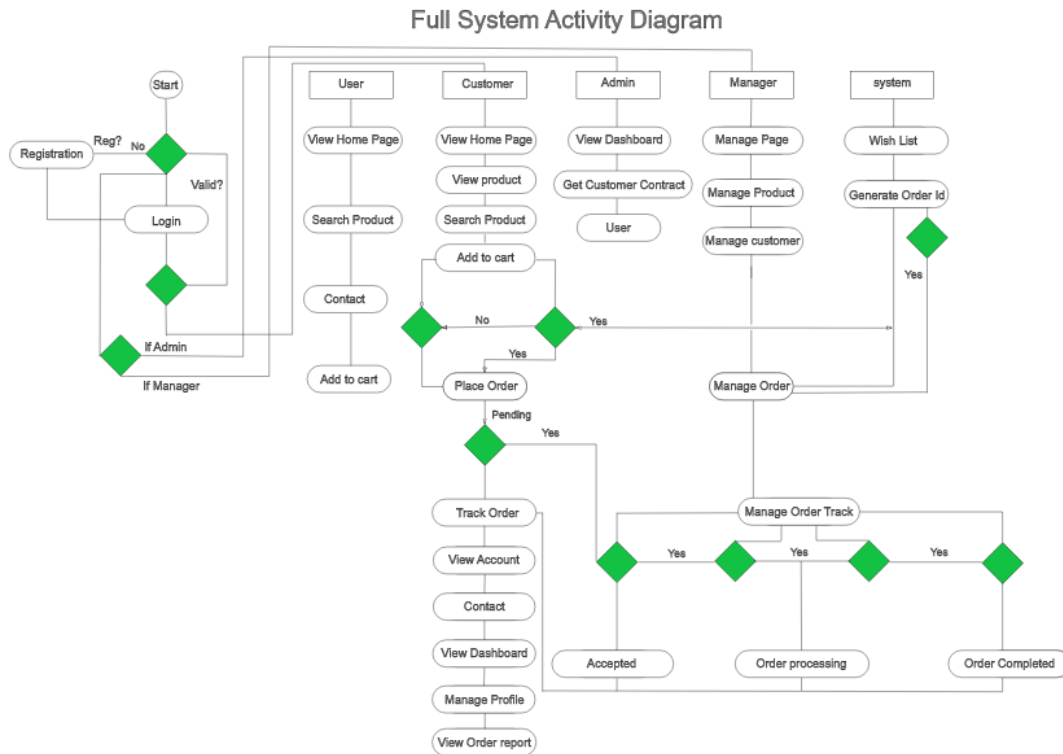 Full System Activity Diagram
Start
User
Customer
Admin
Manager
system
Reg?
No
Registration
Valid?
Login
If Admin
If Manager
View Home Page
Search Product
Contact
Add to cart
View Home Page
View product
Search Product
Add to cart
No
Yes
Yes
Place Order
Pending
Yes
Track Order
View Account
Contact
View Dashboard
Manage Profile
View Order report
View Dashboard
Get Customer Contract
User
Manage Page
Manage Product
Manage customer
Manage Order
Manage Order Track
Wish List
Generate Order Id
Yes
Yes
Yes
Yes
Accepted
Order processing
Order Completed